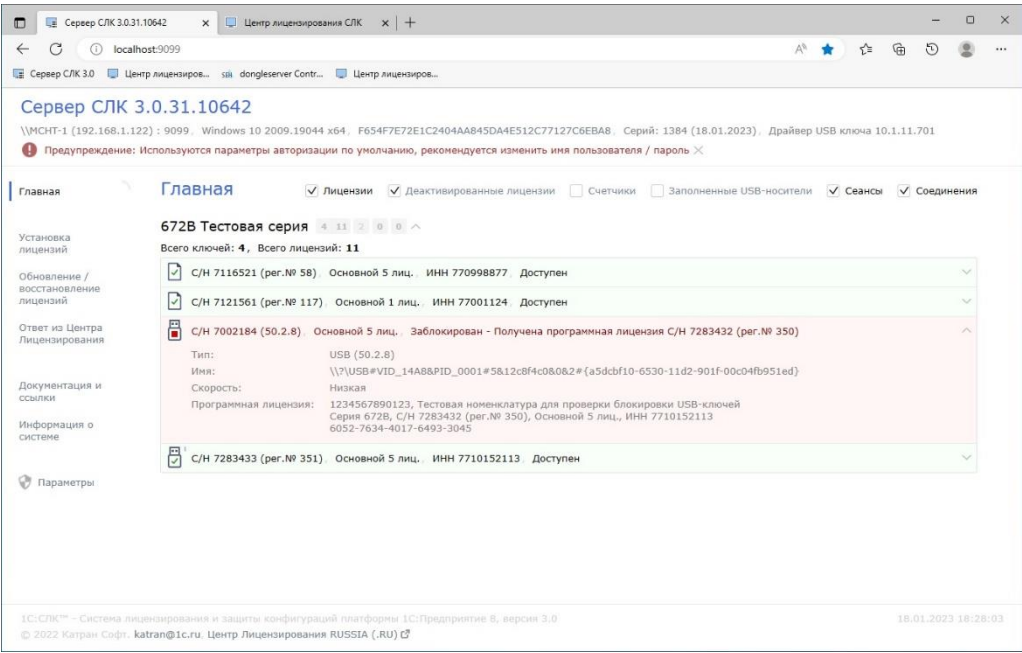 Сервер СЛК 3.0.31.10642
Центр лицензирования СЛК
localhost:9099
Сервер СЛК 3.0
Центр лицензиров...
dongleserver Contr...
Центр лицензиров...
Сервер СЛК 3.0.31.10642
\\МСНТ-1 (192.168.1.122) : 9099, Windows 10 2009.19044 x64, F654F7E72E1C2404AA845DA4E512C77127C6EBA8, Серий: 1384 (18.01.2023), Драйвер USB ключа 10.1.11.701
Предупреждение: Используются параметры авторизации по умолчанию, рекомендуется изменить имя пользователя / пароль
Главная
Установка
лицензий
Обновление /
восстановление
лицензий
Ответ из Центра
Лицензирования
Документация и
ссылки
Информация о
системе
Параметры
Главная
Лицензии
Деактивированные лицензии
Счетчики
Заполненные USB-носители
Сеансы
Соединения
672B Тестовая серия 4 11 2 0 0
Всего ключей: 4, Всего лицензий: 11
С/Н 7116521 (рег.№ 58), Основной 5 лиц., ИНН 770998877, Доступен
С/Н 7121561 (рег.№ 117), Основной 1 лиц., ИНН 77001124, Доступен
С/Н 7002184 (50.2.8), Основной 5 лиц., Заблокирован - Получена программная лицензия С/Н 7283432 (рег.№ 350)
Тип: USB (50.2.8)
Имя: \\?\USB#VID_14A8&PID_0001#5&12c8f4c0&0&2#{a5dcbf10-6530-11d2-901f-00c04fb951ed}
Скорость: Низкая
Программная лицензия: 1234567890123, Тестовая номенклатура для проверки блокировки USB-ключей
Серия 672B, С/Н 7283432 (рег.№ 350), Основной 5 лиц., ИНН 7710152113
6052-7634-4017-6493-3045
С/Н 7283433 (рег.№ 351), Основной 5 лиц., ИНН 7710152113, Доступен
1С:СЛК™ - Система лицензирования и защиты конфигураций платформы 1С:Предприятие 8, версия 3.0
18.01.2023 18:28:03
© 2022 Катран Софт. katran@1c.ru. Центр Лицензирования RUSSIA (.RU)